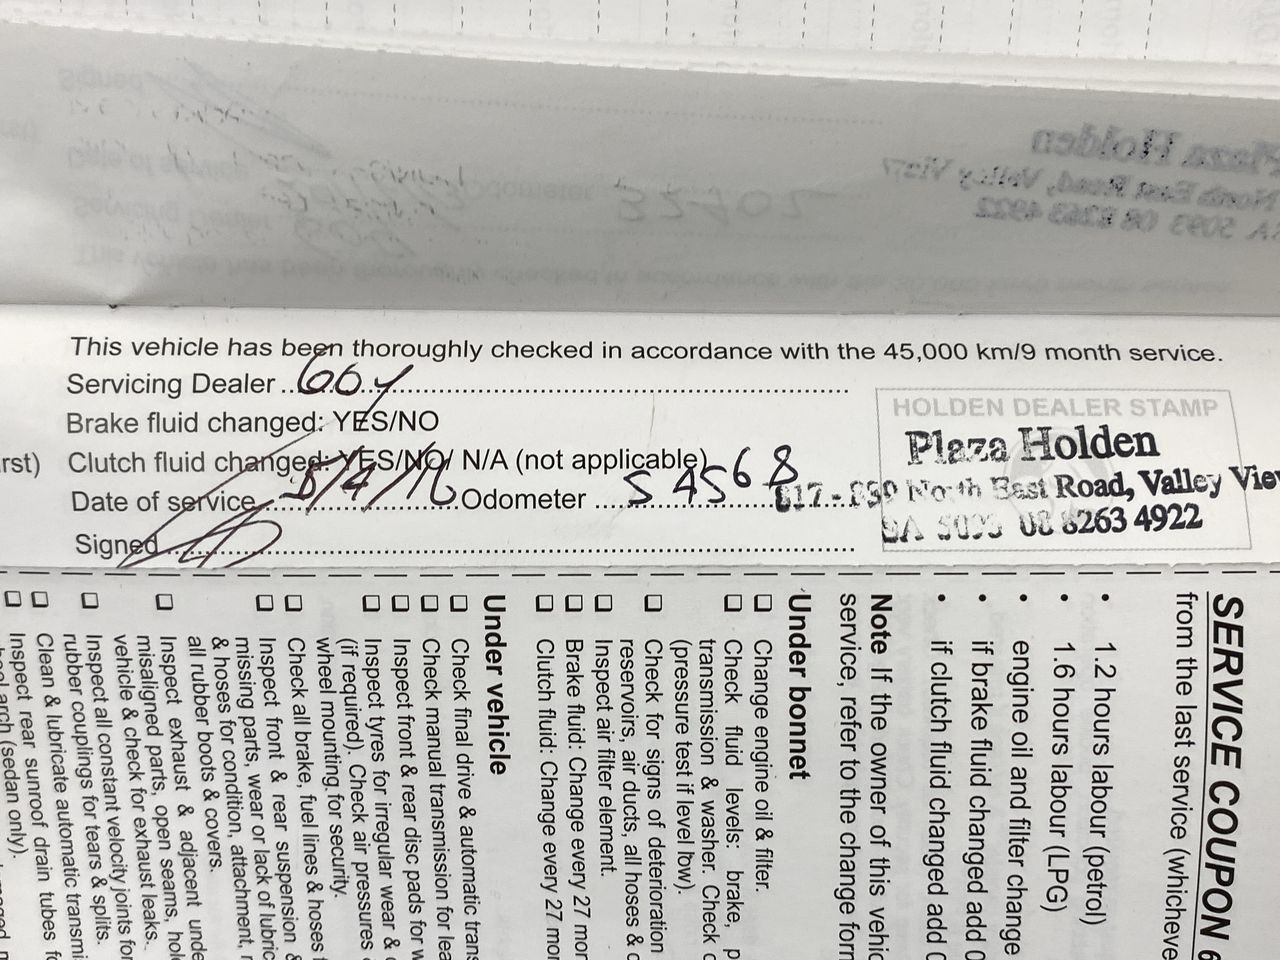 This vehicle has been thoroughly checked in accordance with the 45,000 km/9 month service.
Servicing Dealer
Brake fluid changed: YES/NO
rst) Clutch fluid changed: YES/NO/ N/A (not applicable)
Date of service 5/4/16 Odometer 54568
Signed
HOLDEN DEALER STAMP
Plaza Holden
617-639 North East Road, Valley View
SA 5093 08 8263 4922
SERVICE COUPON 6
from the last service (whicheve
• 1.2 hours labour (petrol)
• 1.6 hours labour (LPG)
• engine oil and filter change
• if brake fluid changed add 0
• if clutch fluid changed add 0
Note If the owner of this vehic
service, refer to the change form
Under bonnet
❑ Change engine oil & filter.
❑ Check fluid levels: brake, p
transmission & washer. Check c
(pressure test if level low).
❑ Check for signs of deterioration
reservoirs, air ducts, all hoses & c
❑ Inspect air filter element.
❑ Brake fluid: Change every 27 mon
❑ Clutch fluid: Change every 27 mon
Under vehicle
❑ Check final drive & automatic trans
❑ Check manual transmission for lea
❑ Inspect front & rear disc pads for w
❑ Inspect tyres for irregular wear &
(if required). Check air pressures
wheel mounting for security.
❑ Check all brake, fuel lines & hoses
❑ Inspect front & rear suspension &
missing parts, wear or lack of lubric
& hoses for condition, attachment,
all rubber boots & covers.
❑ Inspect exhaust & adjacent unde
misaligned parts, open seams, hol
vehicle & check for exhaust leaks.
❑ Inspect all constant velocity joints for
rubber couplings for tears & splits.
❑ Clean & lubricate automatic transmi
❑ Inspect rear sunroof drain tubes fo
arch (sedan only).